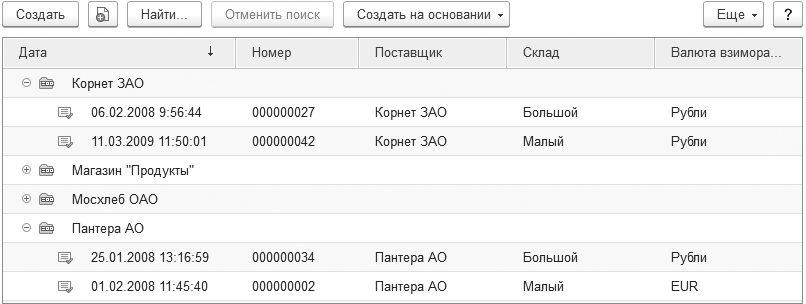 Создать Найти... Отменить поиск Создать на основании Еще ?
Дата ↓ Номер Поставщик Склад Валюта взимора...
Корнет ЗАО
06.02.2008 9:56:44 000000027 Корнет ЗАО Большой Рубли
11.03.2009 11:50:01 000000042 Корнет ЗАО Малый Рубли
Магазин "Продукты"
Мосхлеб ОАО
Пантера АО
25.01.2008 13:16:59 000000034 Пантера АО Большой Рубли
01.02.2008 11:45:40 000000002 Пантера АО Малый EUR